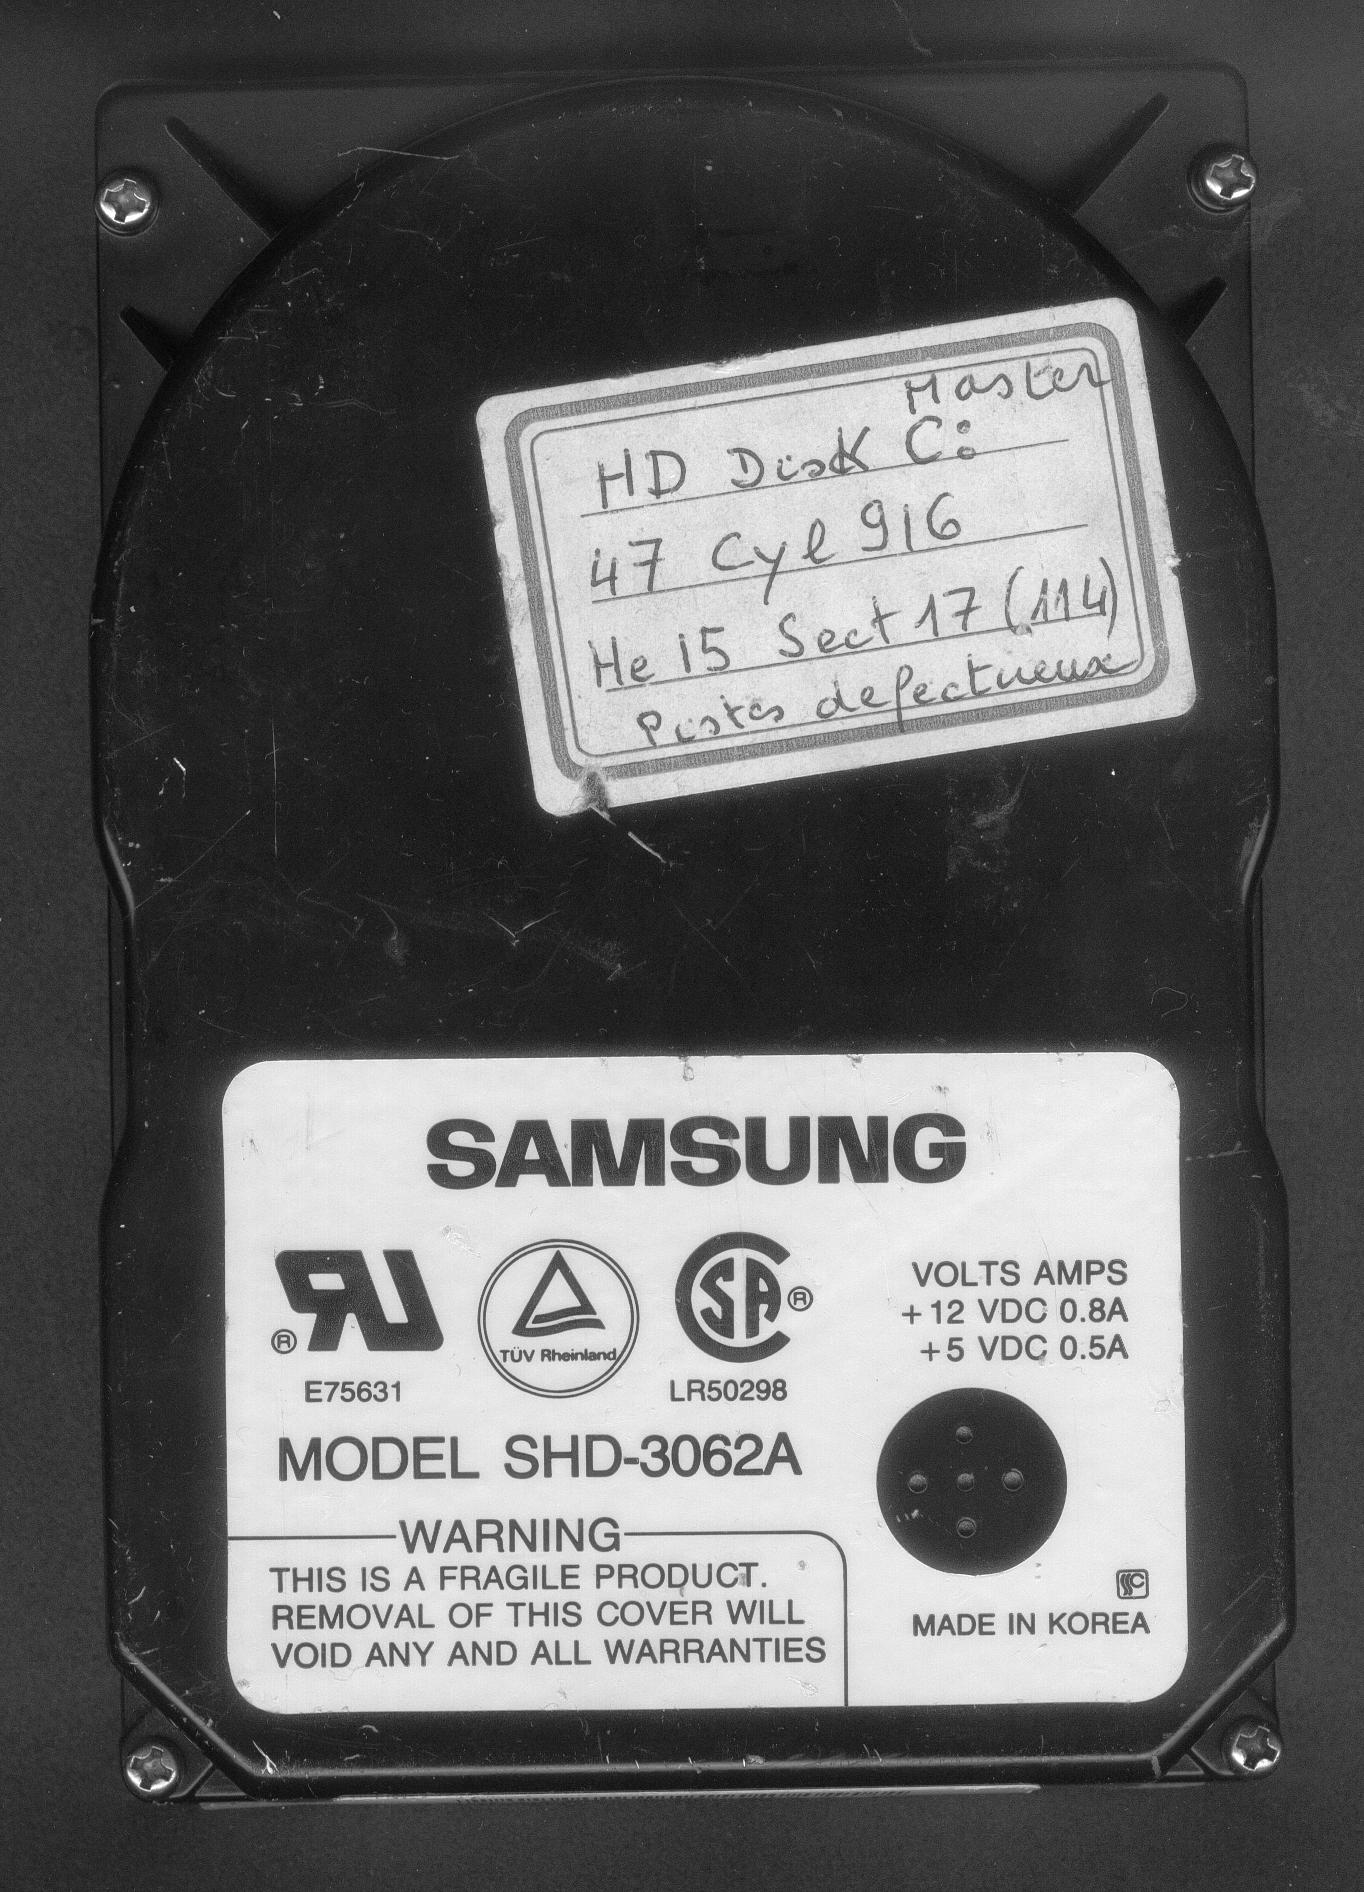 Master
HD Disk C:
47 Cyl 916
He 15 Sect 17 (114)
Pistes defectueux
SAMSUNG
®
E75631
TÜV Rheinland
SA ®
LR50298
VOLTS AMPS
+12 VDC 0.8A
+5 VDC 0.5A
MODEL SHD-3062A
WARNING
THIS IS A FRAGILE PRODUCT.
REMOVAL OF THIS COVER WILL
VOID ANY AND ALL WARRANTIES
MADE IN KOREA